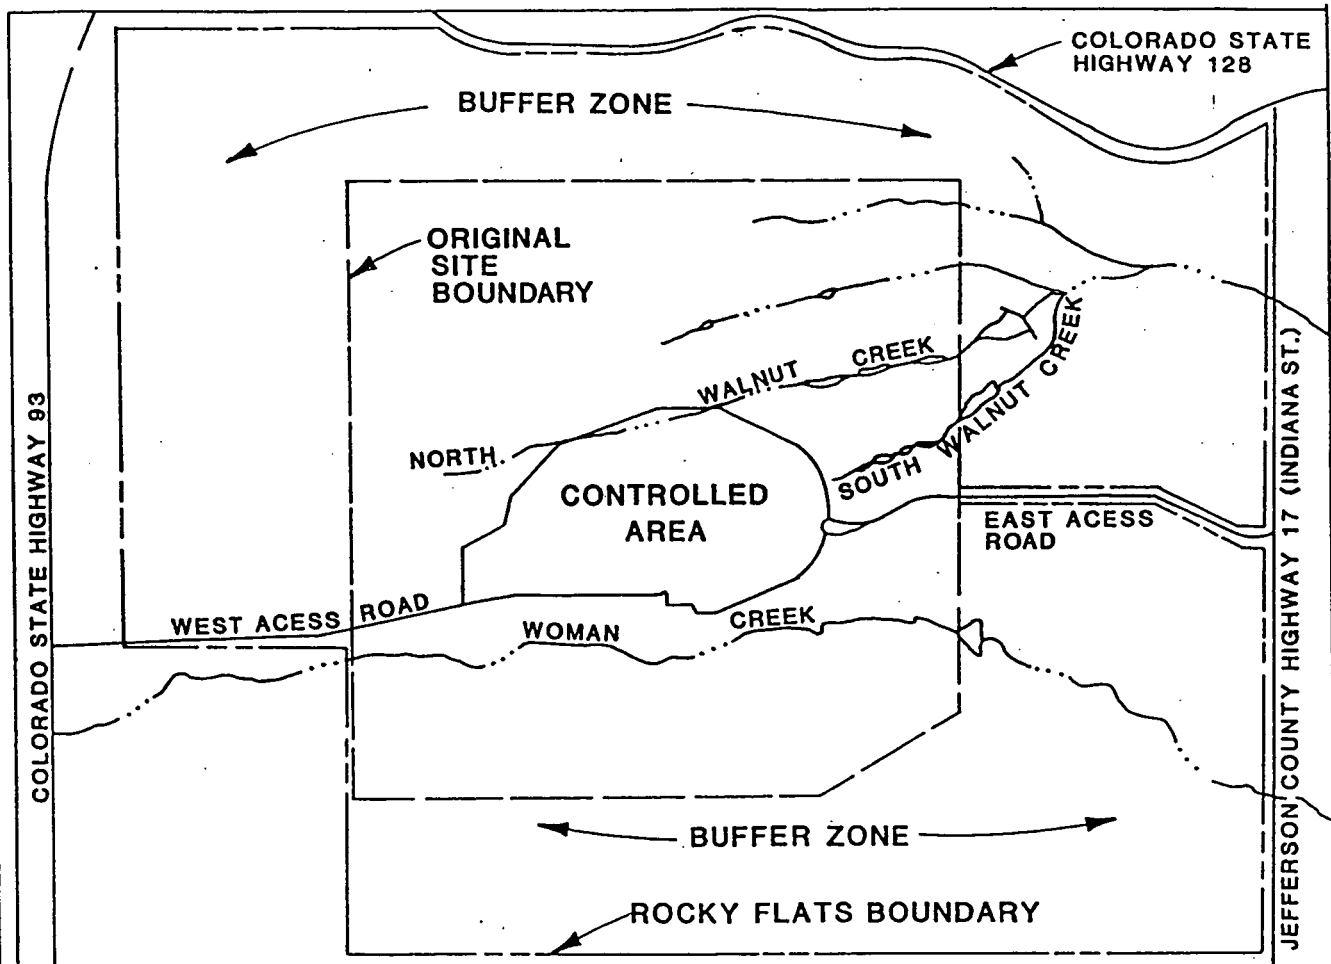 COLORADO STATE
HIGHWAY 128
BUFFER ZONE
ORIGINAL
SITE
BOUNDARY
WALNUT CREEK
NORTH
SOUTH WALNUT CREEK
CONTROLLED
AREA
EAST ACESS
ROAD
WEST ACESS ROAD
WOMAN CREEK
BUFFER ZONE
ROCKY FLATS BOUNDARY
COLORADO STATE HIGHWAY 93
JEFFERSON COUNTY HIGHWAY 17 (INDIANA ST.)